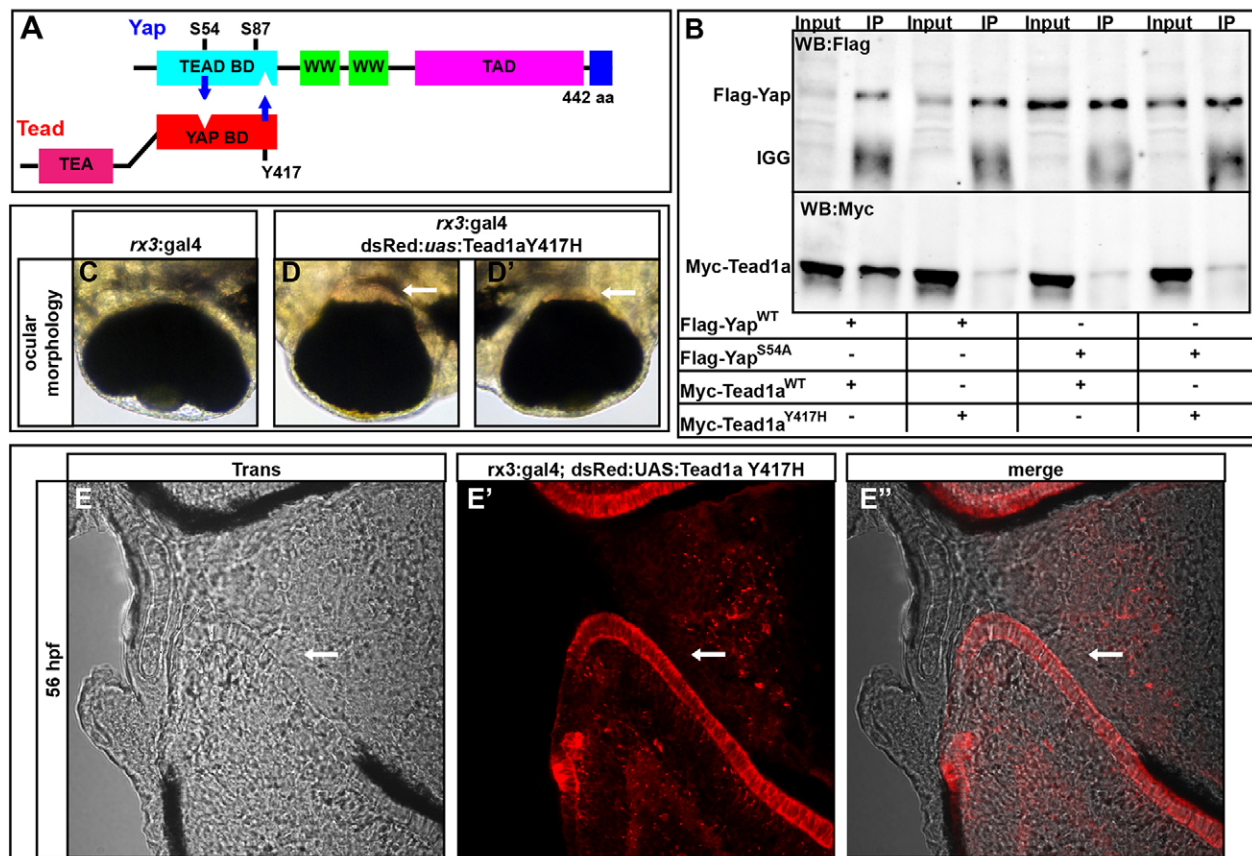 A
Yap
S54
S87
TEAD BD
WW
WW
TAD
442 aa
Tead
YAP BD
TEA
Y417
B
Input IP Input IP Input IP Input IP
WB:Flag
Flag-Yap
IGG
WB:Myc
Myc-Tead1a
Flag-Yap^WT + + - -
Flag-Yap^S54A - - + +
Myc-Tead1a^WT + - + -
Myc-Tead1a^Y417H - + - +
rx3:gal4
rx3:gal4
dsRed:uas:Tead1aY417H
ocular
morphology
C
D
D'
Trans
rx3:gal4; dsRed:UAS:Tead1a Y417H
merge
56 hpf
E
E'
E"